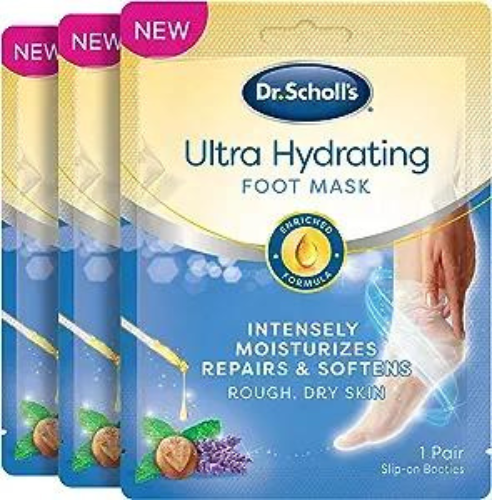 NEW
NEW
NEW
Dr.Scholl's
Ultra Hydrating
FOOT MASK
ENRICHED
FORMULA
INTENSELY
MOISTURIZES
REPAIRS & SOFTENS
ROUGH, DRY SKIN
1 Pair
Slip-on Booties